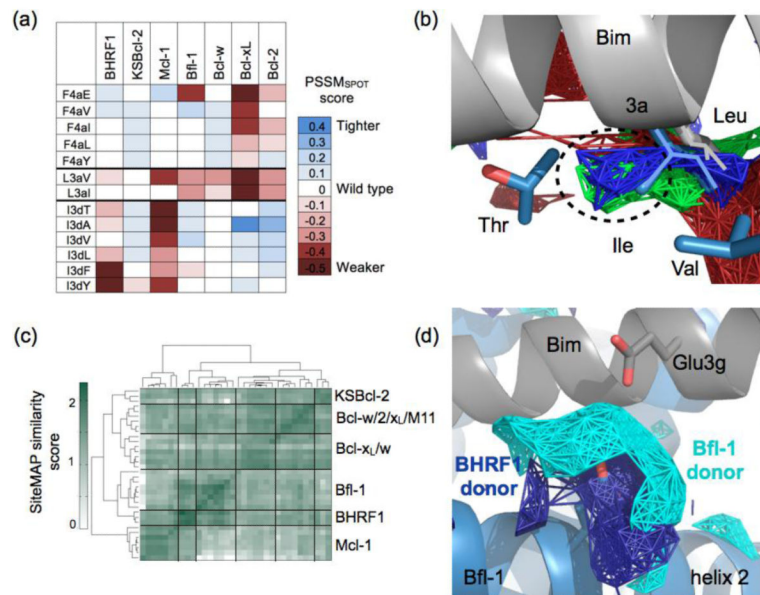 (a)
BHRF1
KSBcl-2
Mcl-1
Bfl-1
Bcl-w
Bcl-xL
Bcl-2
F4aE
F4aV
F4aI
F4aL
F4aY
L3aV
L3aI
I3dT
I3dA
I3dV
I3dL
I3dF
I3dY
PSSMSPOT
score
0.4 Tighter
0.3
0.2
0.1
0 Wild type
-0.1
-0.2
-0.3
-0.4
-0.5 Weaker
(b)
Bim
3a
Leu
Thr
Ile
Val
(c)
SiteMAP similarity
score
2
1
0
KSBcl-2
Bcl-w/2/xL/M11
Bcl-xL/w
Bfl-1
BHRF1
Mcl-1
(d)
Bim
Glu3g
BHRF1
donor
Bfl-1
donor
Bfl-1
helix 2